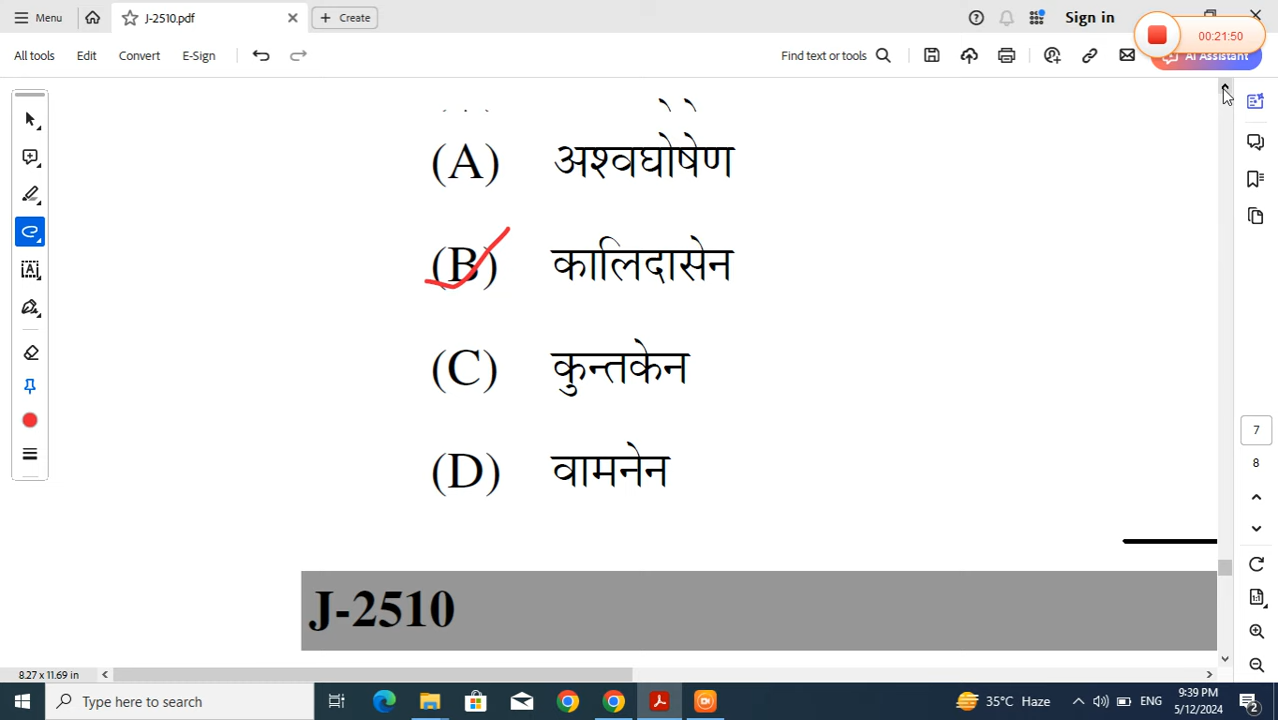 Menu
J-2510.pdf
Create
Sign in
00:21:50
All tools
Edit
Convert
E-Sign
Find text or tools
AI Assistant
(A) अश्वघोषेण
(B) कालिदासेन
(C) कुन्तकेन
(D) वामनेन
7
8
J-2510
8.27 x 11.69 in
Type here to search
35°C Haze
ENG
9:39 PM
5/12/2024
2